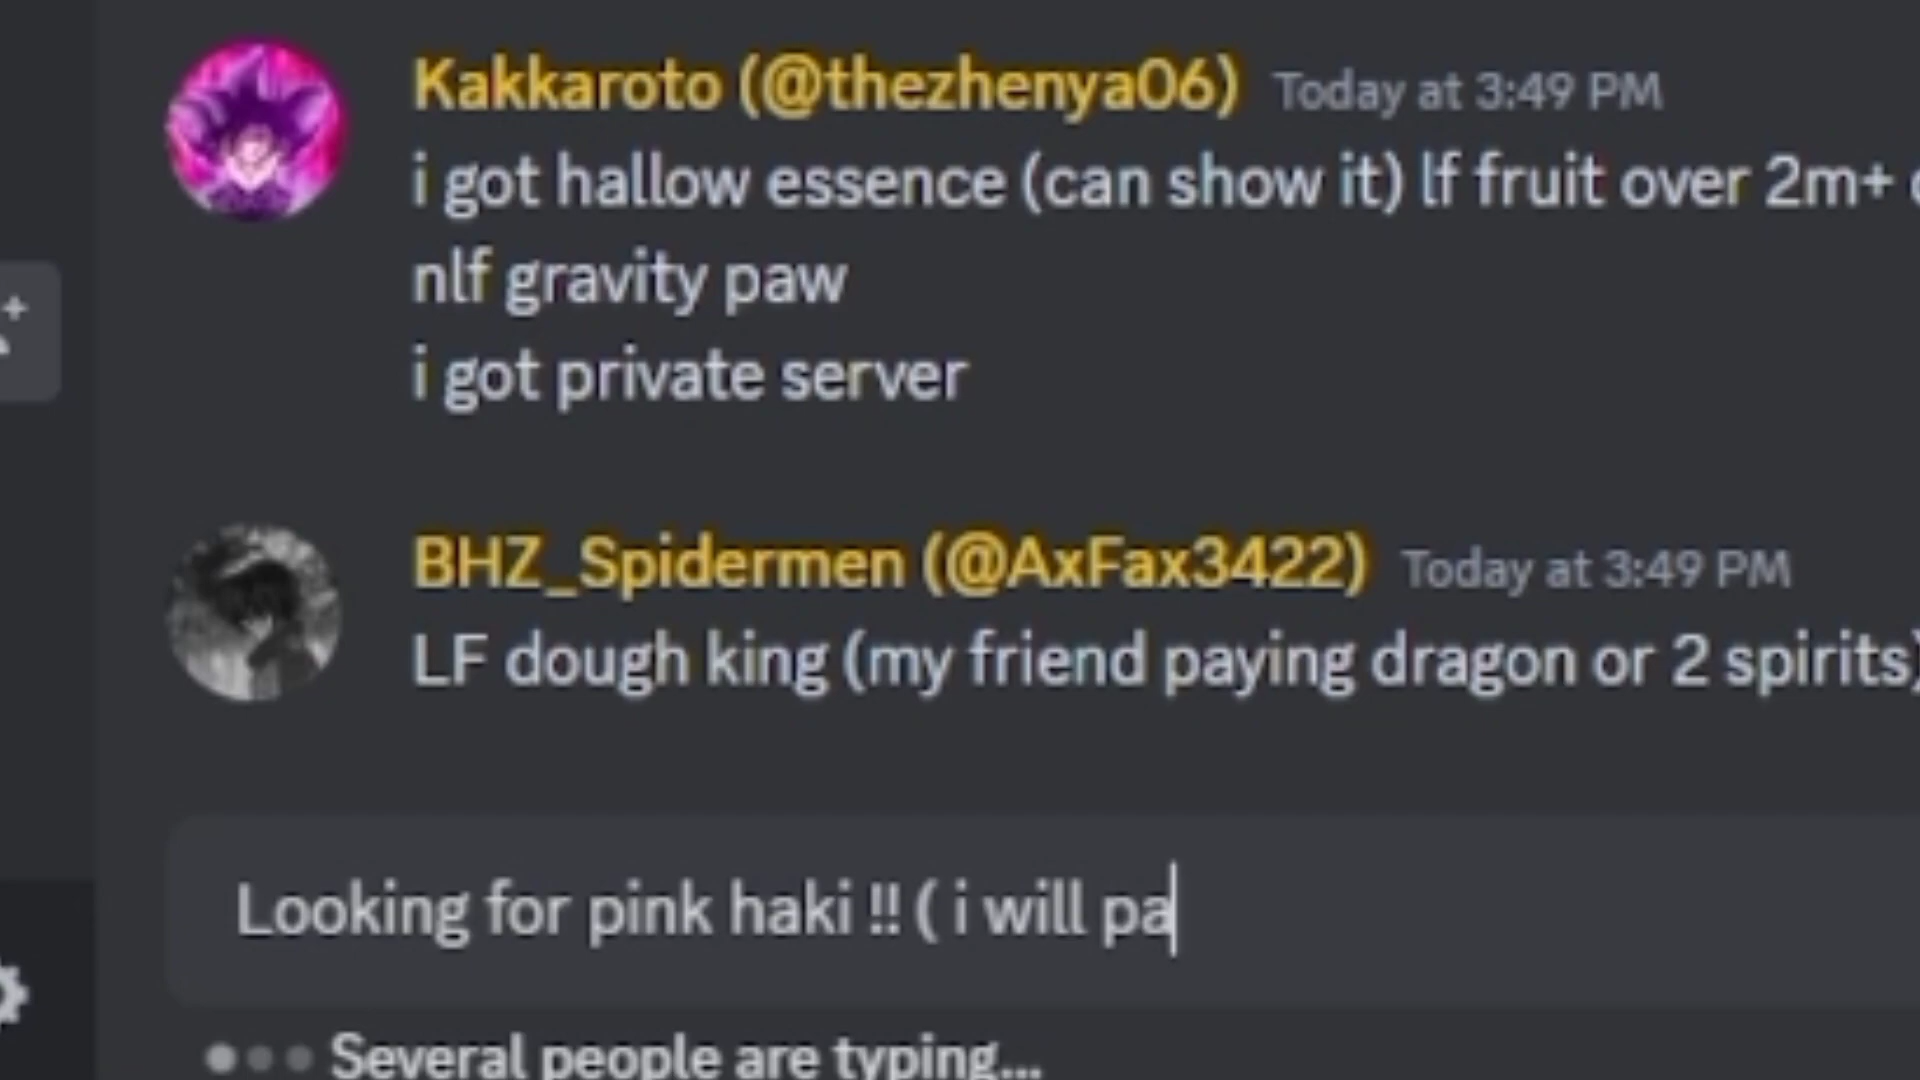 Kakkaroto (@thezhenya06) Today at 3:49 PM
i got hallow essence (can show it) lf fruit over 2m+
nlf gravity paw
i got private server
BHZ_Spidermen (@AxFax3422) Today at 3:49 PM
LF dough king (my friend paying dragon or 2 spirits)
Looking for pink haki !! ( i will pa
Several people are typing...